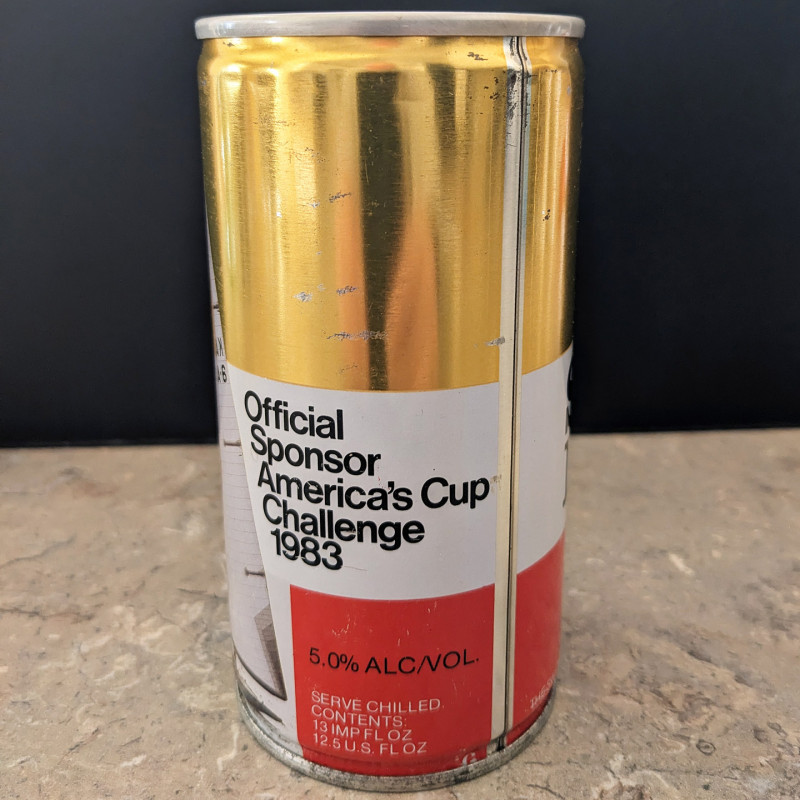 Official
Sponsor
America's Cup
Challenge
1983
5.0% ALC/VOL.
SERVE CHILLED.
CONTENTS:
13 IMP FL OZ
12.5 U.S. FL OZ